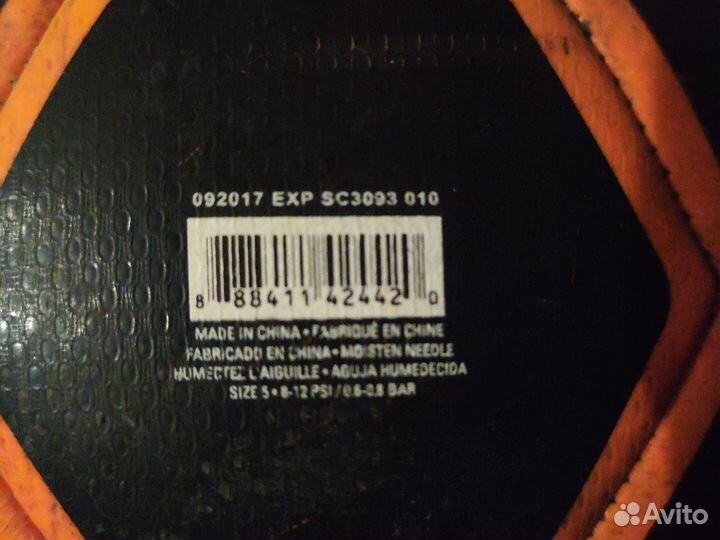 092017 EXP SC3093 010
8 88411 42442 0
MADE IN CHINA • FABRIQUÉ EN CHINE
FABRICADO EN CHINA • MOISTEN NEEDLE
HUMECTEZ L'AIGUILLE • AGUJA HUMEDECIDA
SIZE 5 • 8-12 PSI / 0.6-0.8 BAR
Avito